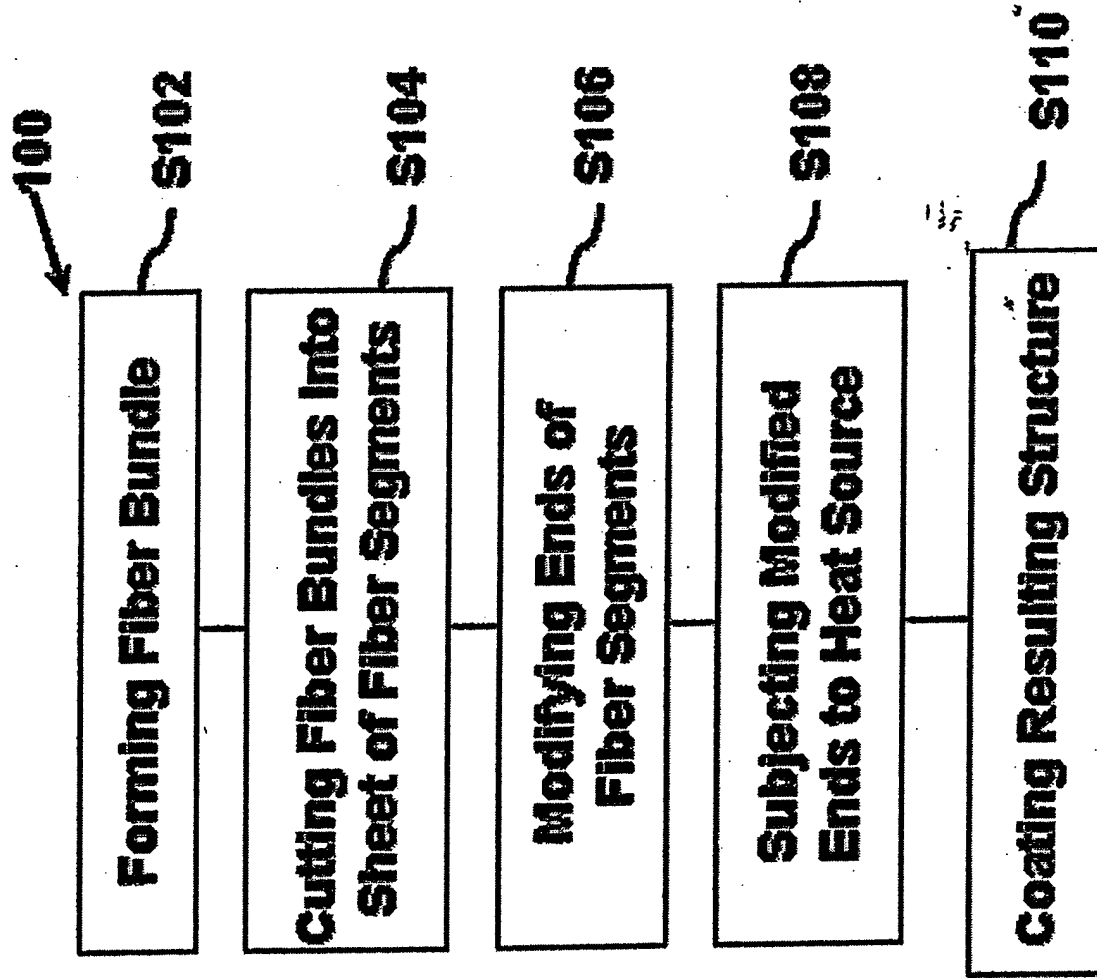 100
Forming Fiber Bundle
S102
Cutting Fiber Bundles Into
Sheet of Fiber Segments
S104
Modifying Ends of
Fiber Segments
S106
Subjecting Modified
Ends to Heat Source
S108
Coating Resulting Structure
S110